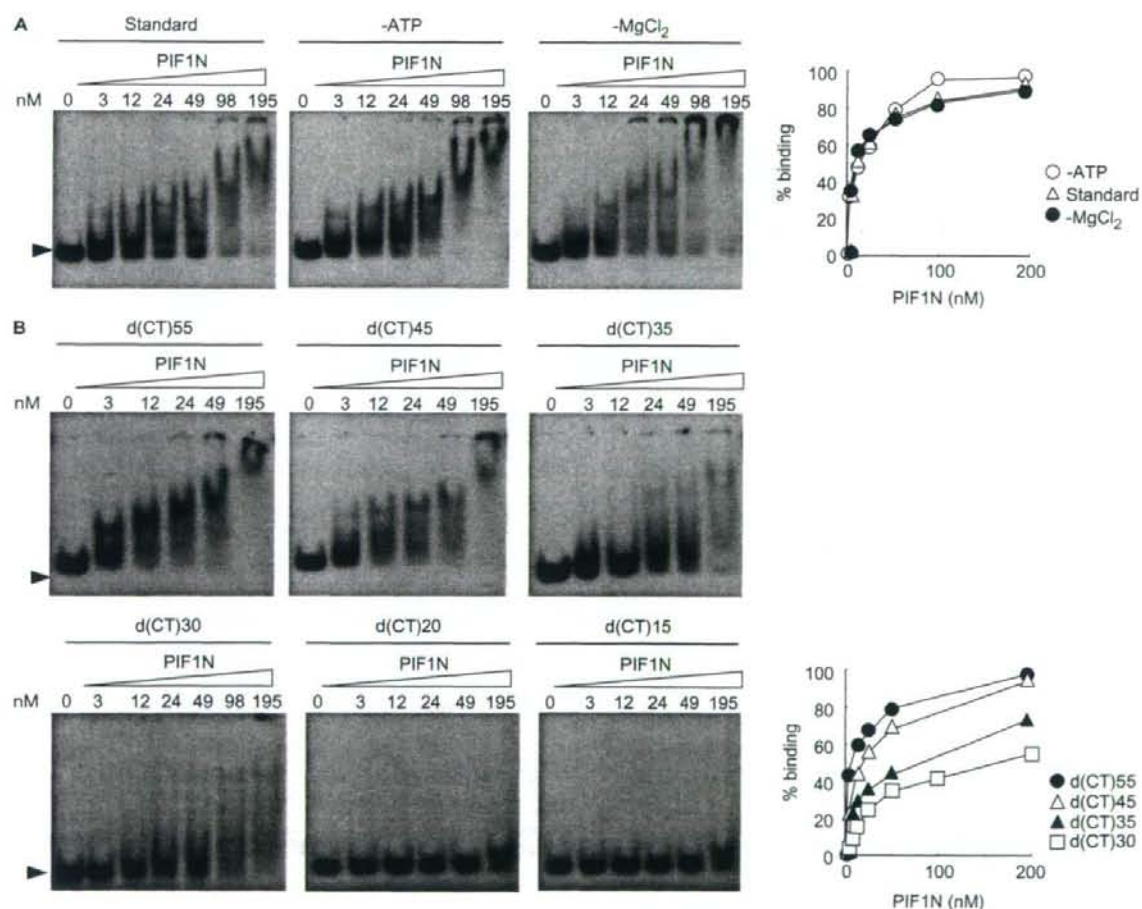 A
Standard
-ATP
-MgCl₂
PIF1N
PIF1N
PIF1N
nM 0 3 12 24 49 98 195
0 3 12 24 49 98 195
0 3 12 24 49 98 195
% binding
100
80
60
40
20
0
0 100 200
PIF1N (nM)
-ATP
Standard
-MgCl₂
B
d(CT)55
d(CT)45
d(CT)35
PIF1N
PIF1N
PIF1N
nM 0 3 12 24 49 195
0 3 12 24 49 195
0 3 12 24 49 195
d(CT)30
d(CT)20
d(CT)15
PIF1N
PIF1N
PIF1N
nM 0 3 12 24 49 98 195
0 3 12 24 49 195
0 3 12 24 49 195
% binding
100
80
60
40
20
0
0 100 200
PIF1N (nM)
d(CT)55
d(CT)45
d(CT)35
d(CT)30